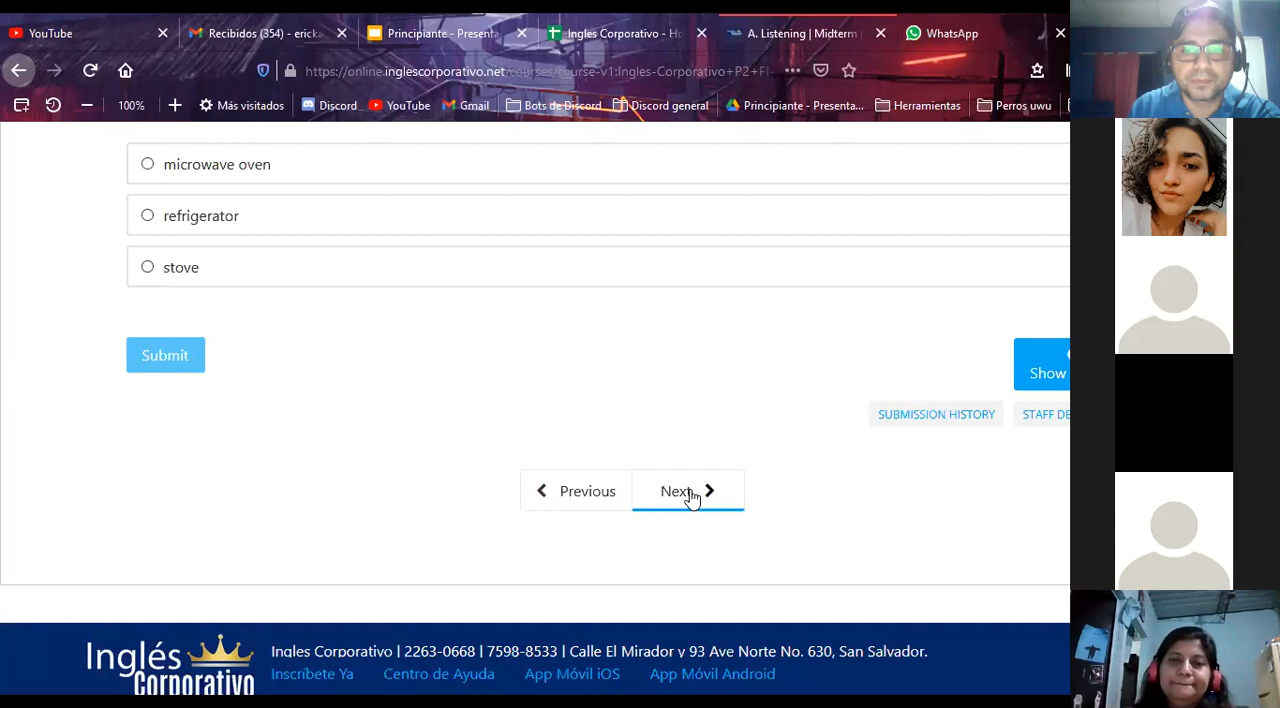 YouTube
Recibidos (354) - ericka
Principiante - Presenta
Ingles Corporativo - Ho
A. Listening | Midterm
WhatsApp
https://online.inglescorporativo.net/courses/course-v1:Ingles-Corporativo+P2+FI-
100%
Más visitados
Discord
YouTube
Gmail
Bots de Discord
Discord general
Principiante - Presenta...
Herramientas
Perros uwu
microwave oven
refrigerator
stove
Submit
Show
SUBMISSION HISTORY
STAFF DE
Previous
Next
Inglés Corporativo
Ingles Corporativo | 2263-0668 | 7598-8533 | Calle El Mirador y 93 Ave Norte No. 630, San Salvador.
Inscríbete Ya
Centro de Ayuda
App Móvil iOS
App Móvil Android